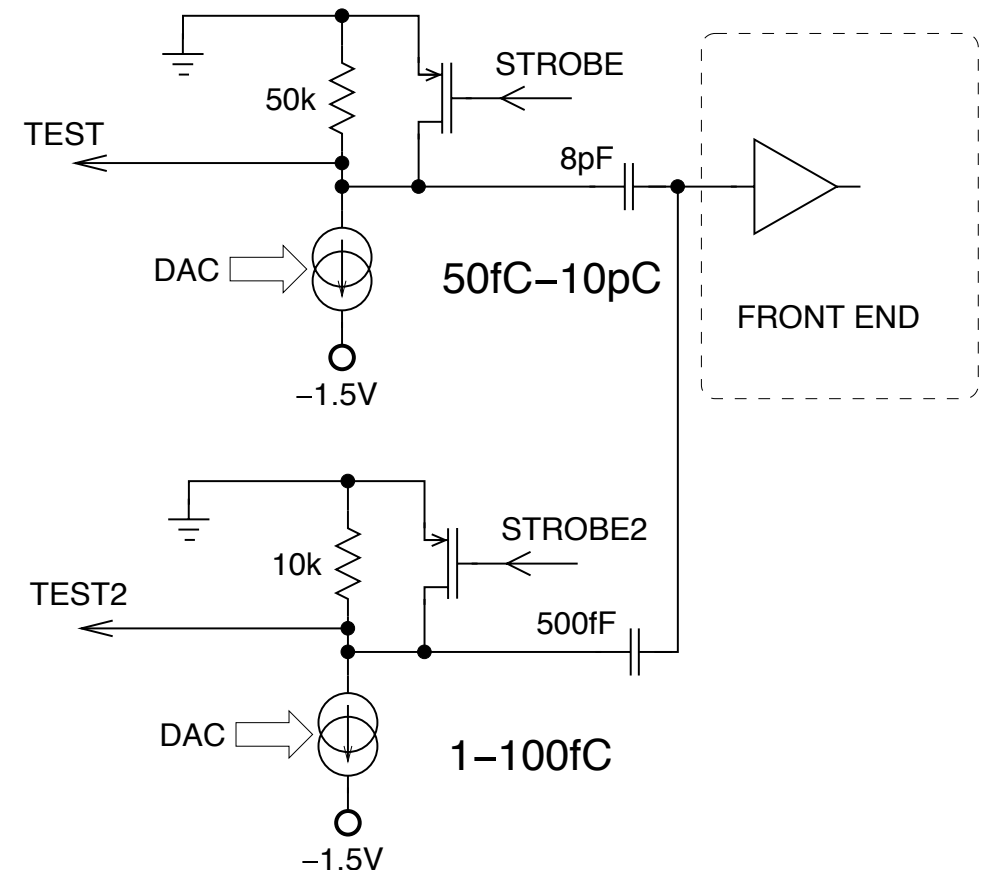 STROBE
50k
TEST
8pF
DAC
50fC–10pC
FRONT END
–1.5V
STROBE2
10k
TEST2
500fF
DAC
1–100fC
–1.5V